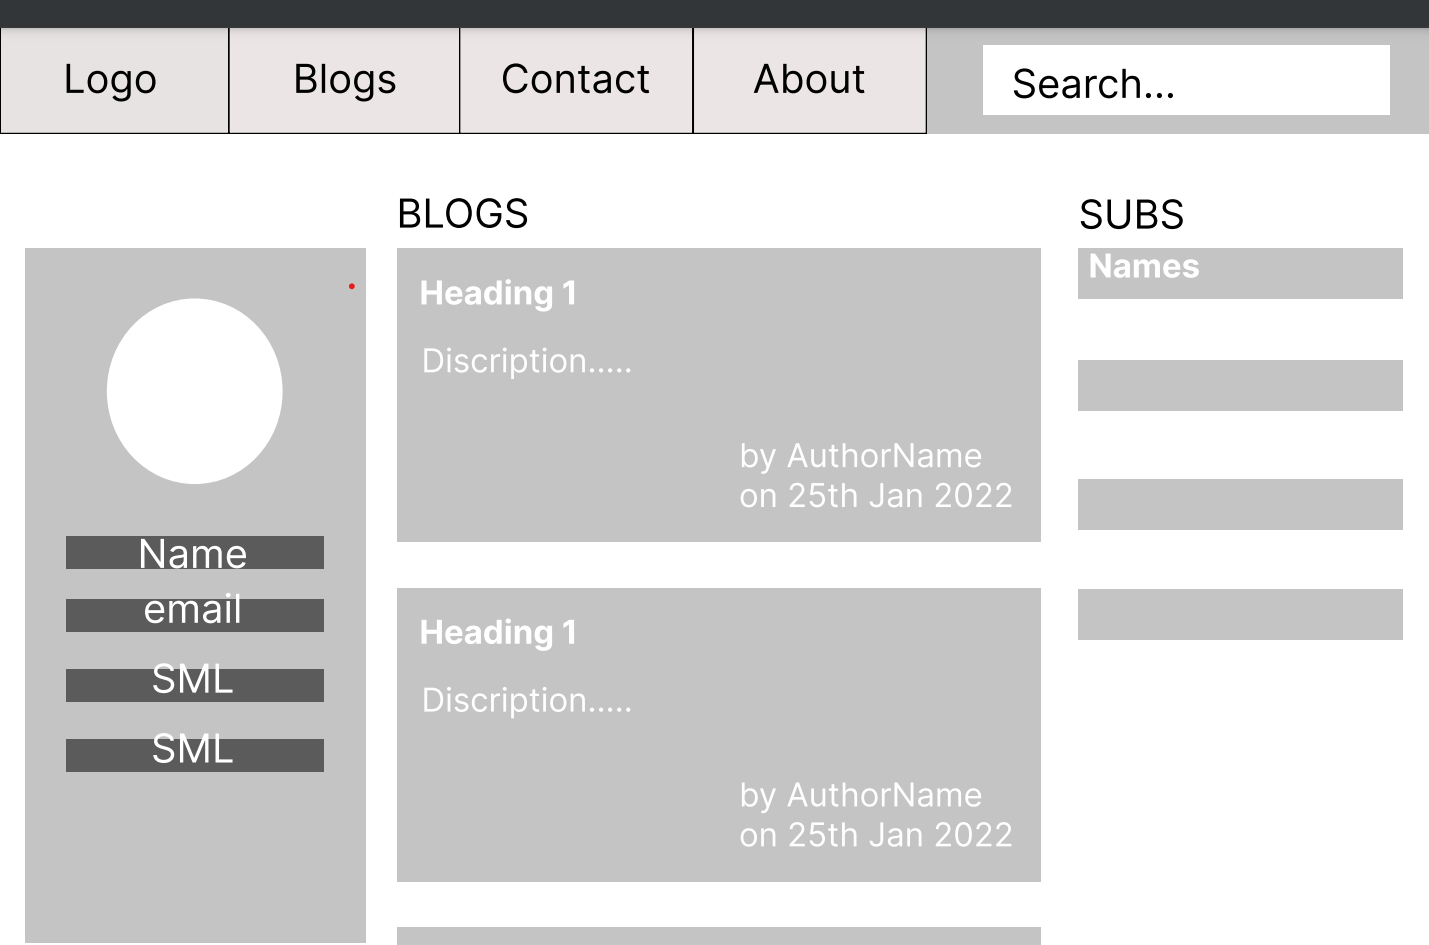 Logo
Blogs
Contact
About
Search...
BLOGS
SUBS
Name
email
SML
SML
Heading 1
Discription.....
by AuthorName
on 25th Jan 2022
Heading 1
Discription.....
by AuthorName
on 25th Jan 2022
Names